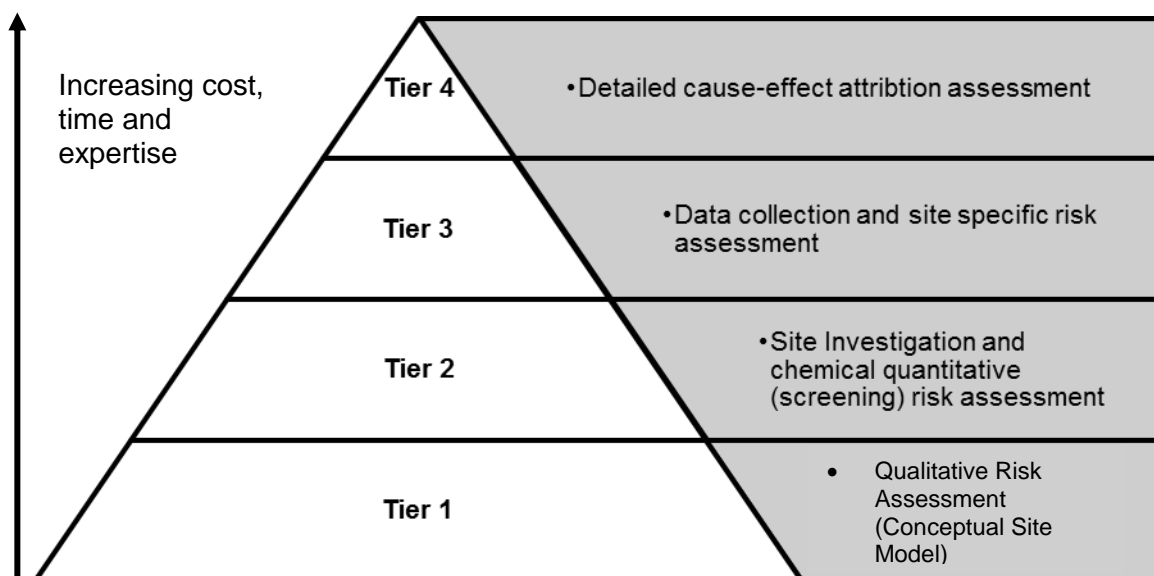 Increasing cost,
time and
expertise
Tier 4
•Detailed cause-effect attribtion assessment
Tier 3
•Data collection and site specific risk
assessment
Tier 2
•Site Investigation and
chemical quantitative
(screening) risk assessment
Tier 1
• Qualitative Risk
Assessment
(Conceptual Site
Model)